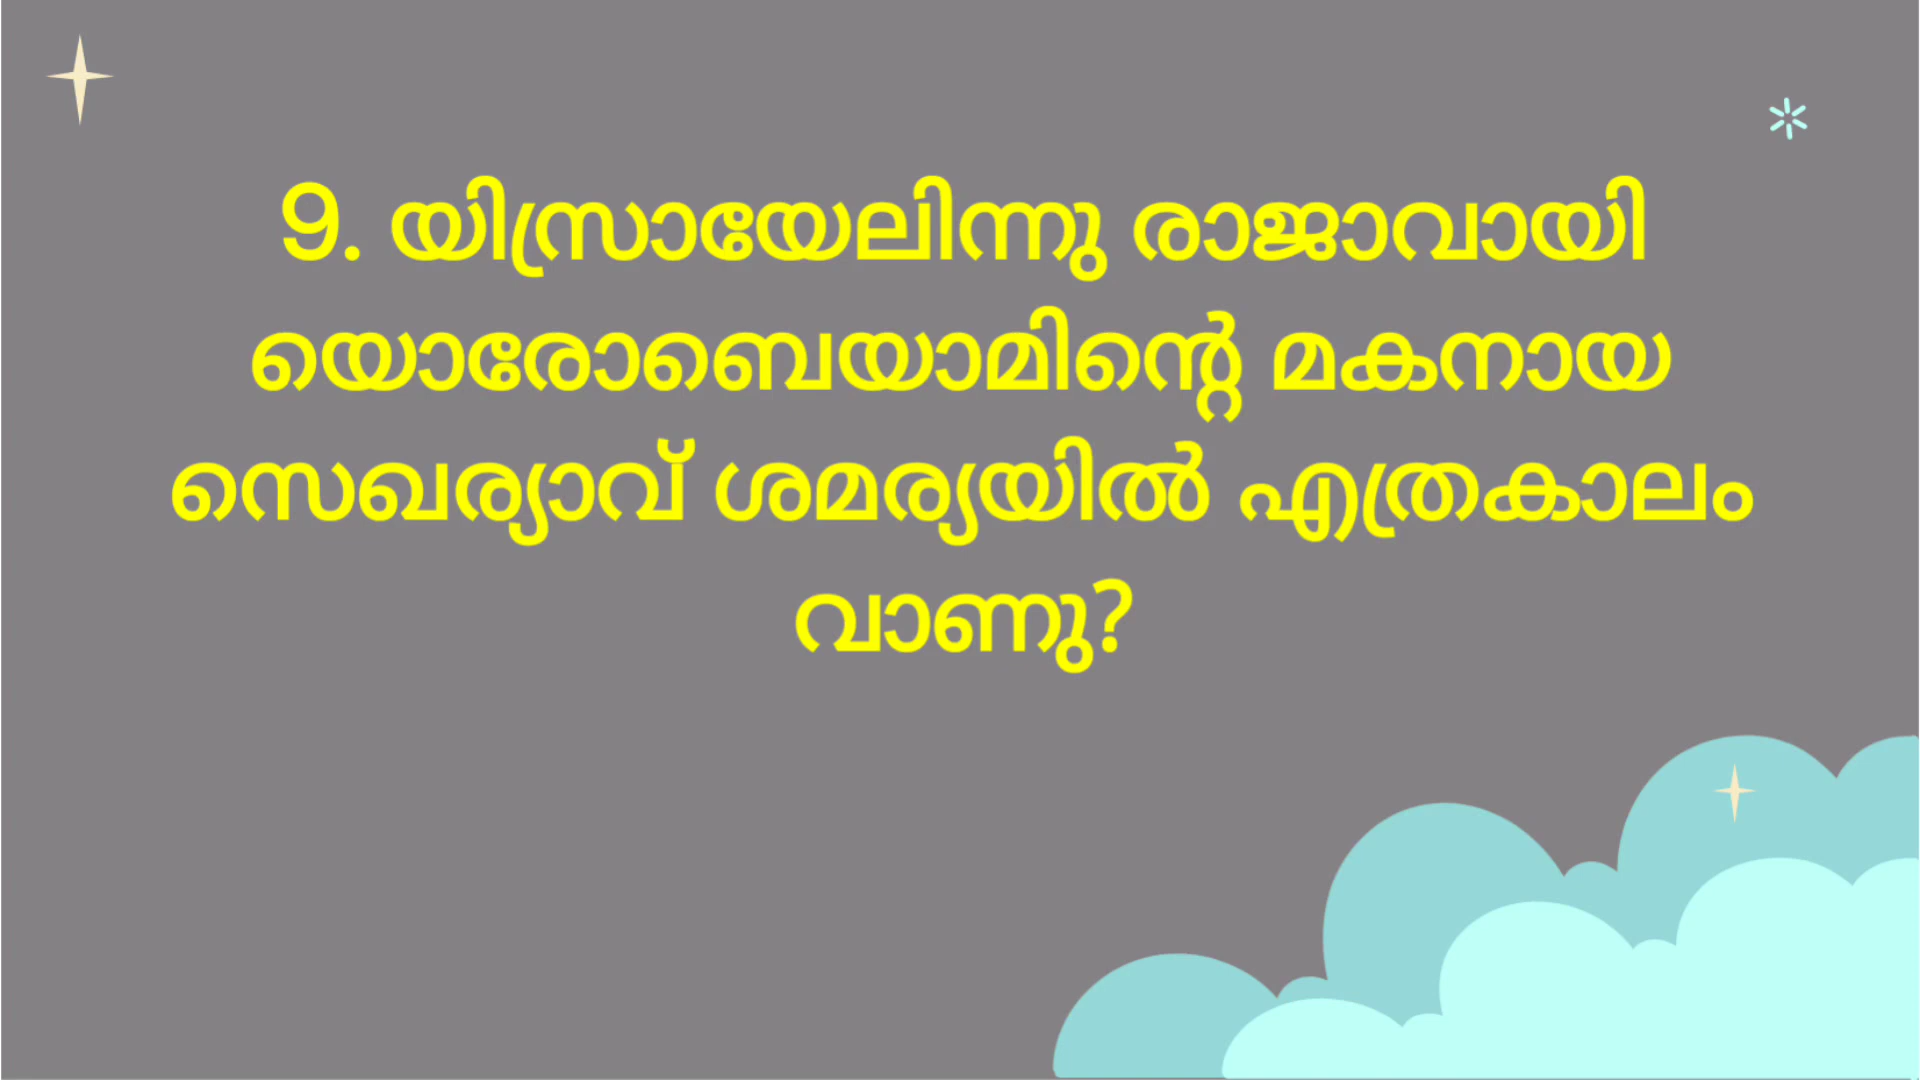 9. യിസ്രായേലിന്നു രാജാവായി
യൊരോബെയാമിന്റെ മകനായ
സെഖര്യാവ് ശമര്യയിൽ എത്രകാലം
വാണു?